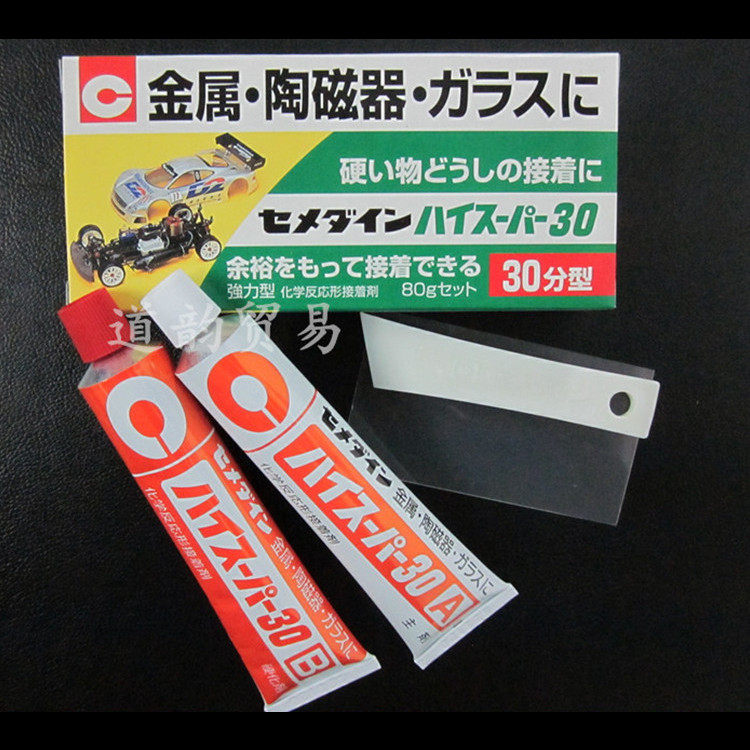 金属・陶磁器・ガラスに
硬い物どうしの接着に
セメダイン ハイスーパー30
余裕をもって接着できる
強力型 化学反応形接着剤 80gセット
30分型
道韵贸易
セメダイン
ハイスーパー30 A
金属・陶磁器・ガラスに
化学反応形接着剤
主剤
セメダイン
ハイスーパー30 B
金属・陶磁器・ガラスに
化学反応形接着剤
硬化剤